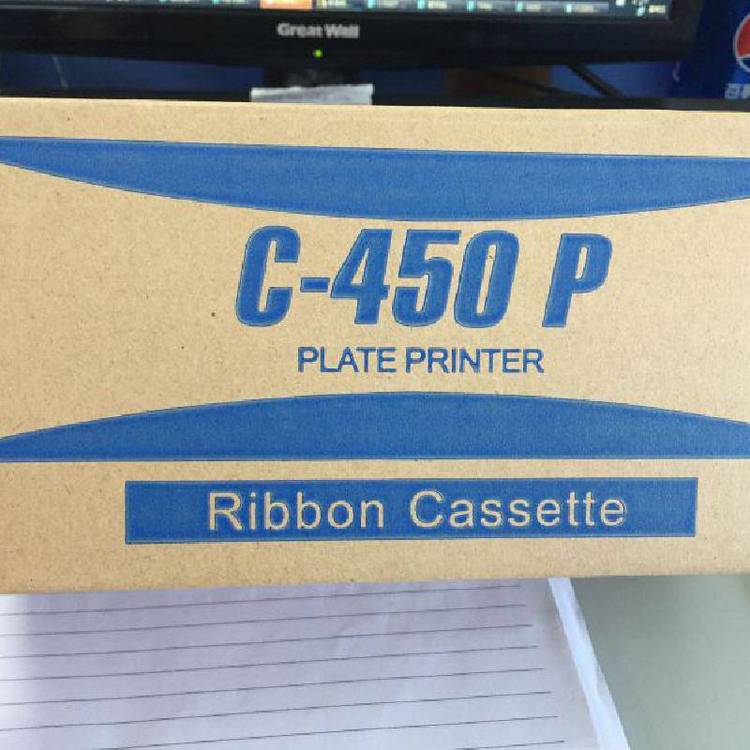 Great Wall
C-450 P
PLATE PRINTER
Ribbon Cassette